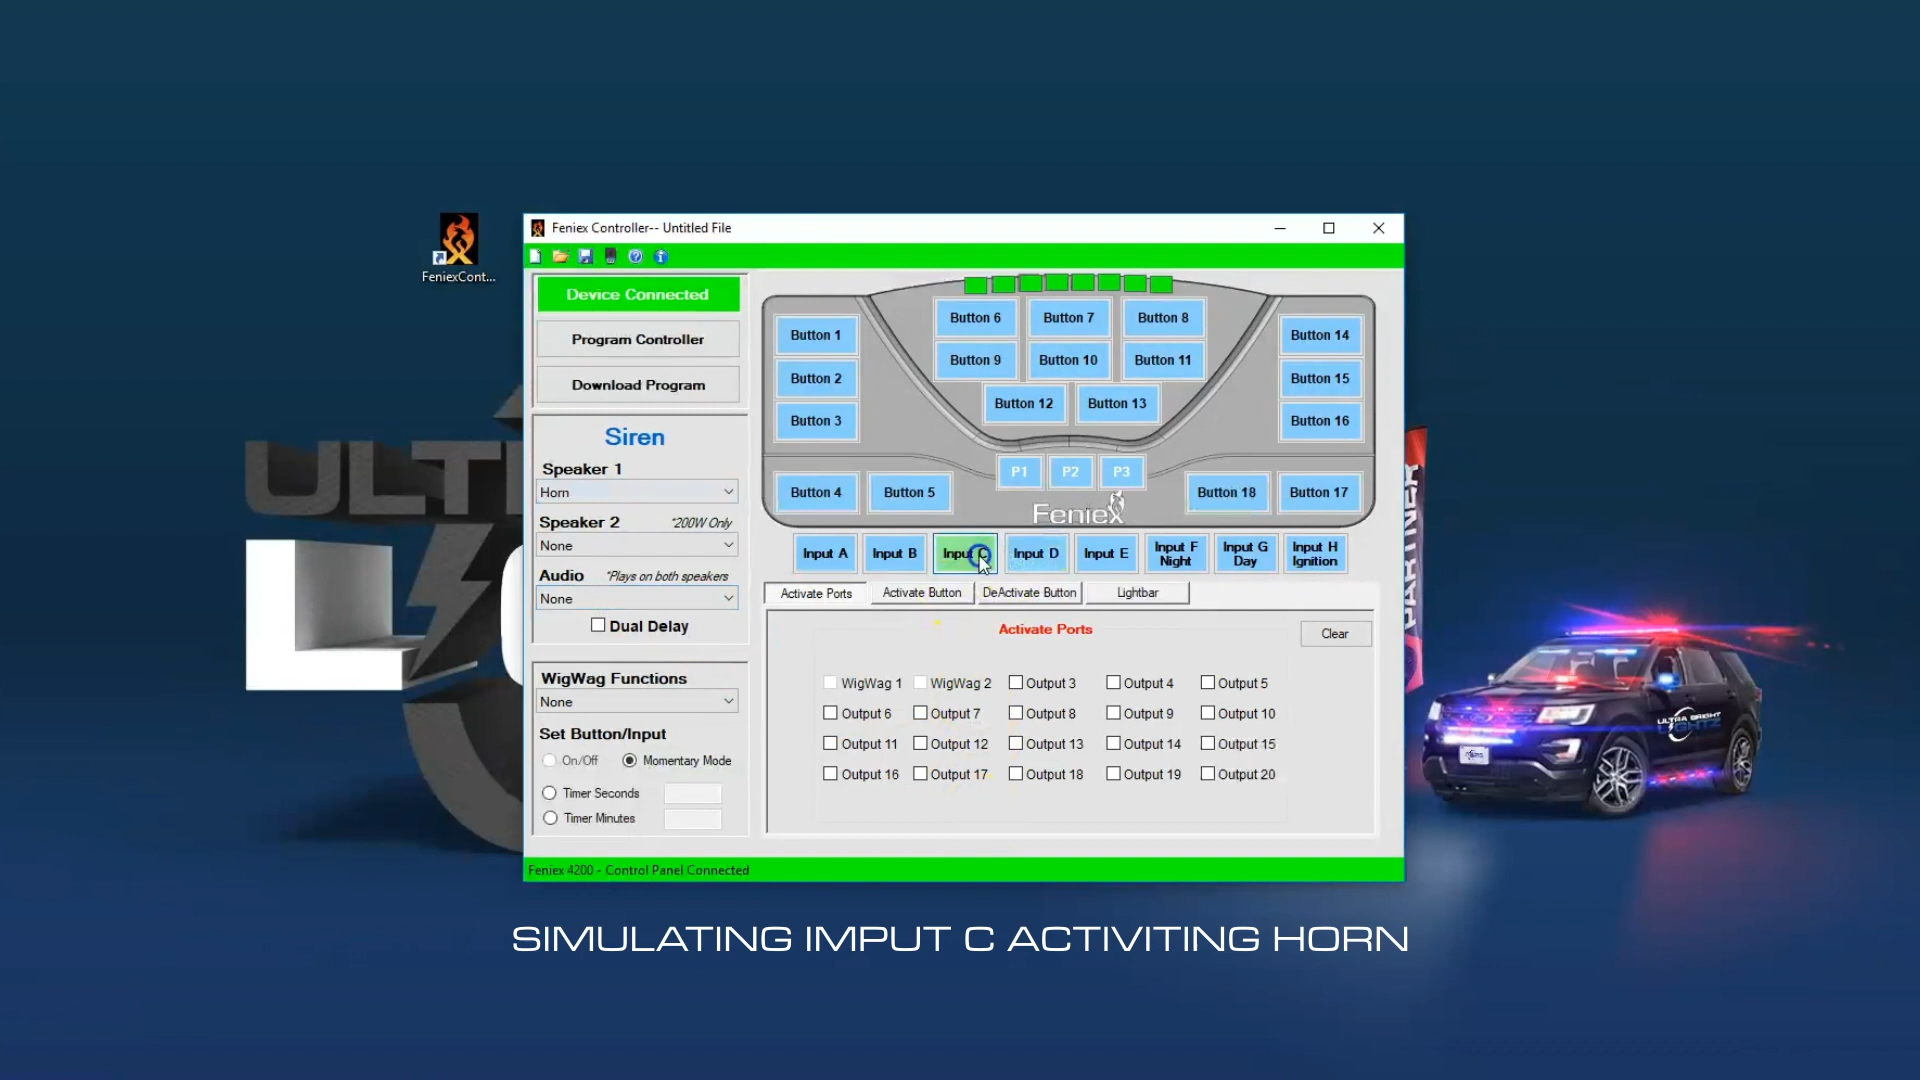 FeniexCont...
Feniex Controller-- Untitled File
Device Connected
Program Controller
Download Program
Siren
Speaker 1
Horn
Speaker 2 *200W Only
None
Audio *Plays on both speakers
None
Dual Delay
WigWag Functions
None
Set Button/Input
On/Off Momentary Mode
Timer Seconds
Timer Minutes
Button 1
Button 2
Button 3
Button 4
Button 5
Button 6
Button 7
Button 8
Button 9
Button 10
Button 11
Button 12
Button 13
P1
P2
P3
Feniex
Button 14
Button 15
Button 16
Button 18
Button 17
Input A
Input B
Input C
Input D
Input E
Input F
Night
Input G
Day
Input H
Ignition
Activate Ports
Activate Button
DeActivate Button
Lightbar
Activate Ports
Clear
WigWag 1 WigWag 2 Output 3 Output 4 Output 5
Output 6 Output 7 Output 8 Output 9 Output 10
Output 11 Output 12 Output 13 Output 14 Output 15
Output 16 Output 17 Output 18 Output 19 Output 20
Feniex 4200 - Control Panel Connected
PARTNER
ULTRA BRIGHT
LIGHTZ
SIMULATING IMPUT C ACTIVITING HORN